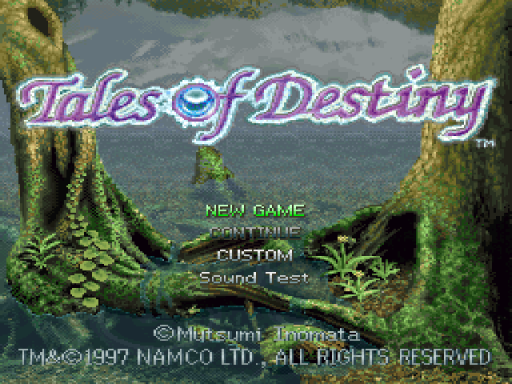 Tales of Destiny
TM
NEW GAME
CONTINUE
CUSTOM
Sound Test
©Mutsumi Inomata
TM&©1997 NAMCO LTD., ALL RIGHTS RESERVED